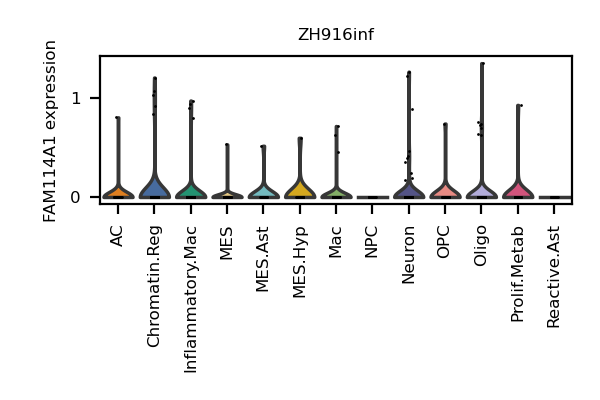 ZH916inf
FAM114A1 expression
1
0
AC
Chromatin.Reg
Inflammatory.Mac
MES
MES.Ast
MES.Hyp
Mac
NPC
Neuron
OPC
Oligo
Prolif.Metab
Reactive.Ast